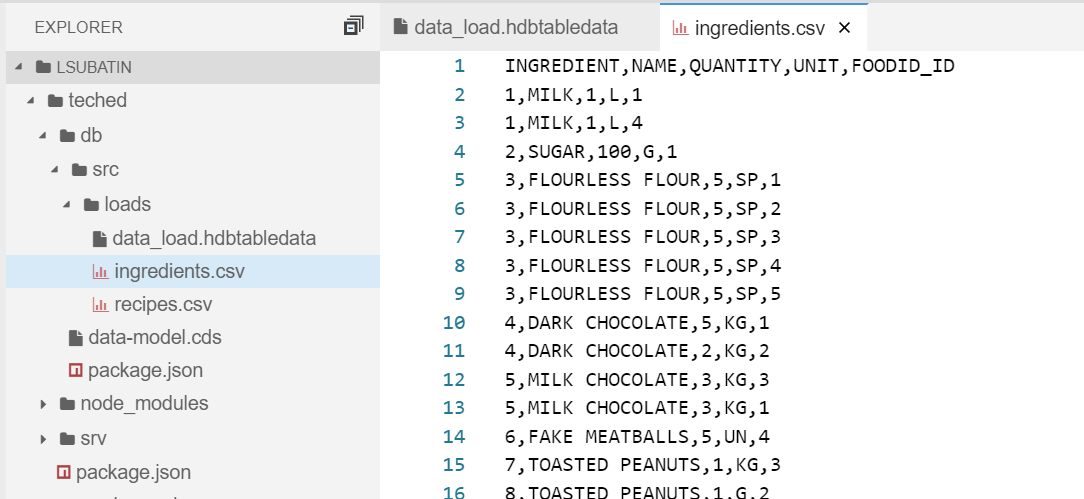 EXPLORER
LSUBATIN
teched
db
src
loads
data_load.hdbtabledata
ingredients.csv
recipes.csv
data-model.cds
package.json
node_modules
srv
package.json
data_load.hdbtabledata
ingredients.csv ×
1 INGREDIENT,NAME,QUANTITY,UNIT,FOODID_ID
2 1,MILK,1,L,1
3 1,MILK,1,L,4
4 2,SUGAR,100,G,1
5 3,FLOURLESS FLOUR,5,SP,1
6 3,FLOURLESS FLOUR,5,SP,2
7 3,FLOURLESS FLOUR,5,SP,3
8 3,FLOURLESS FLOUR,5,SP,4
9 3,FLOURLESS FLOUR,5,SP,5
10 4,DARK CHOCOLATE,5,KG,1
11 4,DARK CHOCOLATE,2,KG,2
12 5,MILK CHOCOLATE,3,KG,3
13 5,MILK CHOCOLATE,3,KG,1
14 6,FAKE MEATBALLS,5,UN,4
15 7,TOASTED PEANUTS,1,KG,3
16 8,TOASTED PEANUTS,1,G,2